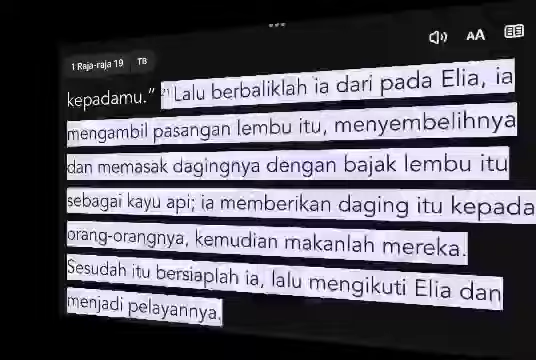 AA
1 Raja-raja 19 TB
kepadamu." 21 Lalu berbaliklah ia dari pada Elia, ia
mengambil pasangan lembu itu, menyembelihnya
dan memasak dagingnya dengan bajak lembu itu
sebagai kayu api; ia memberikan daging itu kepada
orang-orangnya, kemudian makanlah mereka.
Sesudah itu bersiaplah ia, lalu mengikuti Elia dan
menjadi pelayannya.